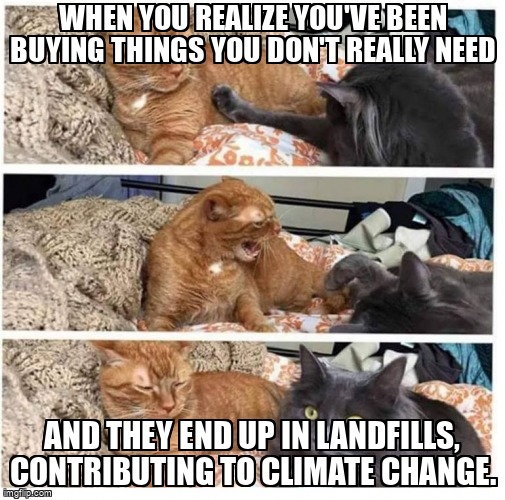 WHEN YOU REALIZE YOU'VE BEEN
BUYING THINGS YOU DON'T REALLY NEED
AND THEY END UP IN LANDFILLS,
CONTRIBUTING TO CLIMATE CHANGE.
imgflip.com